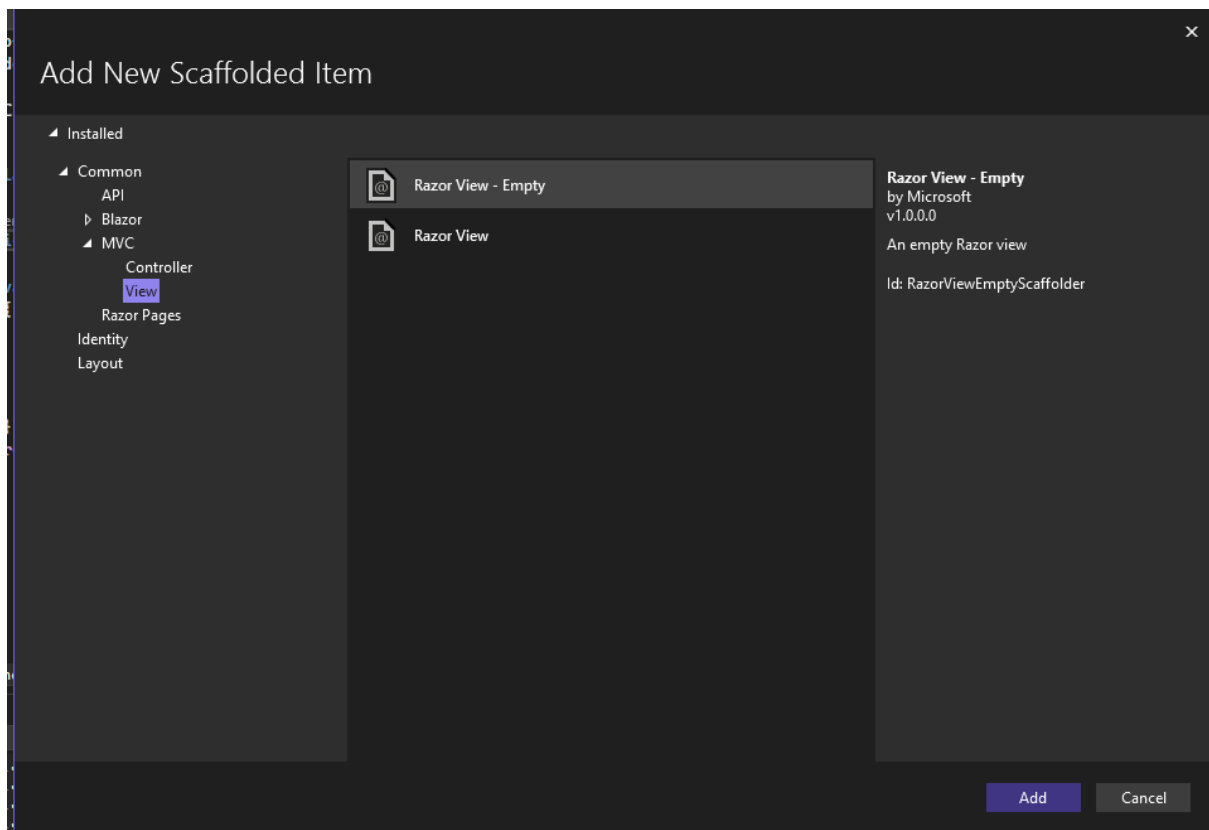 Add New Scaffolded Item
Installed
Common
API
Blazor
MVC
Controller
View
Razor Pages
Identity
Layout
Razor View - Empty
Razor View
Razor View - Empty
by Microsoft
v1.0.0.0
An empty Razor view
Id: RazorViewEmptyScaffolder
Add
Cancel